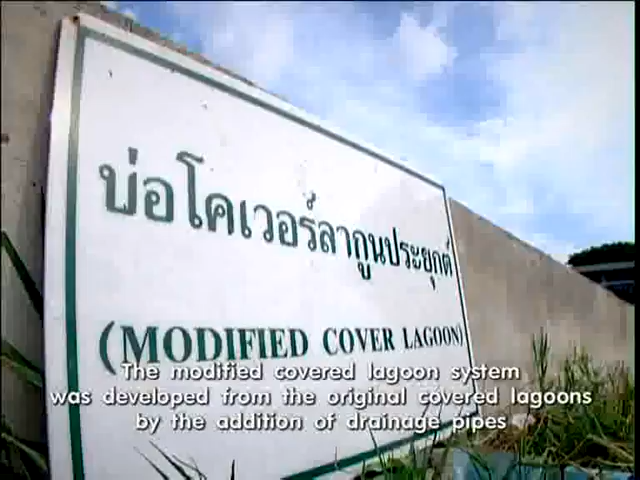 บ่อโคเวอร์ลากูนประยุกต์
(MODIFIED COVER LAGOON)
The modified covered lagoon system
was developed from the original covered lagoons
by the addition of drainage pipes